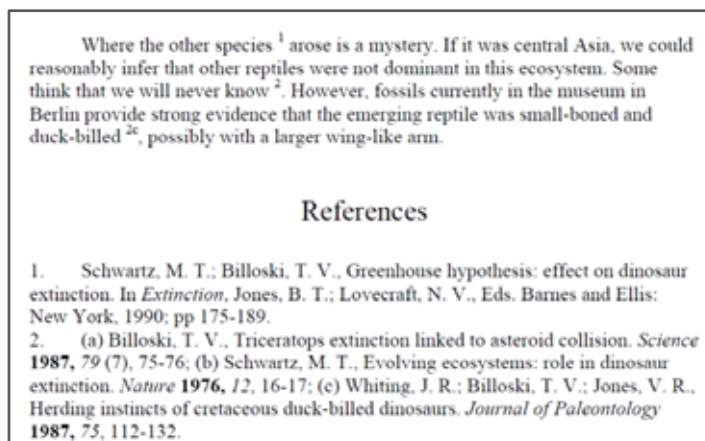 Where the other species 1 arose is a mystery. If it was central Asia, we could
reasonably infer that other reptiles were not dominant in this ecosystem. Some
think that we will never know 2. However, fossils currently in the museum in
Berlin provide strong evidence that the emerging reptile was small-boned and
duck-billed 2c, possibly with a larger wing-like arm.
References
1. Schwartz, M. T.; Billoski, T. V., Greenhouse hypothesis: effect on dinosaur
extinction. In Extinction, Jones, B. T.; Lovecraft, N. V., Eds. Barnes and Ellis:
New York, 1990; pp 175-189.
2. (a) Billoski, T. V., Triceratops extinction linked to asteroid collision. Science
1987, 79 (7), 75-76; (b) Schwartz, M. T., Evolving ecosystems: role in dinosaur
extinction. Nature 1976, 12, 16-17; (c) Whiting, J. R.; Billoski, T. V.; Jones, V. R.,
Herding instincts of cretaceous duck-billed dinosaurs. Journal of Paleontology
1987, 75, 112-132.